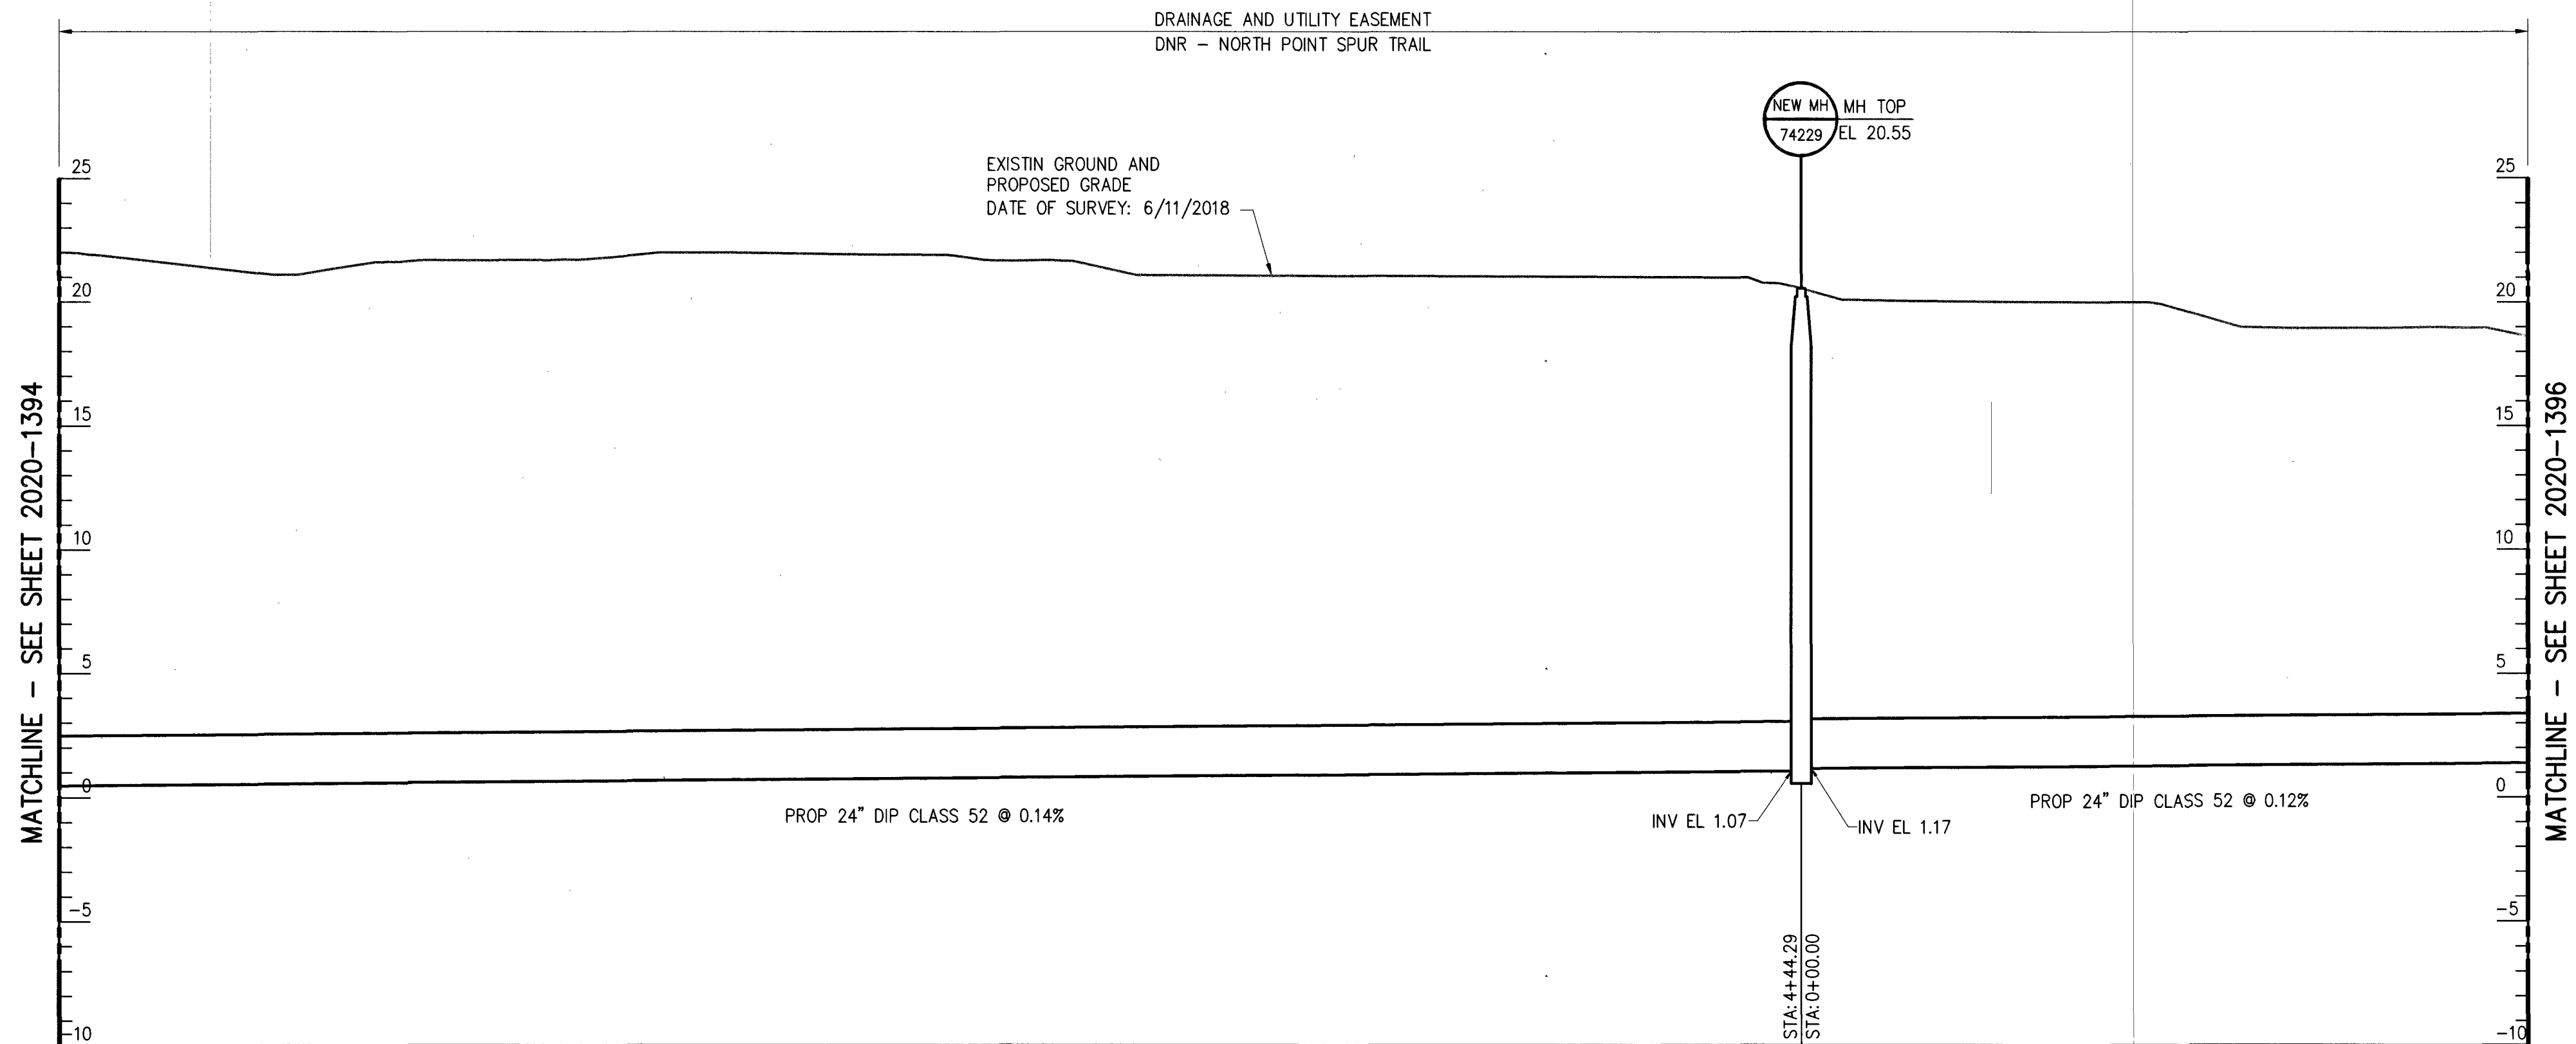 DRAINAGE AND UTILITY EASEMENT
DNR - NORTH POINT SPUR TRAIL
NEW MH
74229
MH TOP
EL 20.55
EXISTIN GROUND AND
PROPOSED GRADE
DATE OF SURVEY: 6/11/2018
25
20
15
10
5
0
-5
-10
25
20
15
10
5
0
-5
-10
MATCHLINE - SEE SHEET 2020-1394
MATCHLINE - SEE SHEET 2020-1396
PROP 24" DIP CLASS 52 @ 0.14%
INV EL 1.07
INV EL 1.17
PROP 24" DIP CLASS 52 @ 0.12%
STA:4+44.29
STA:0+00.00